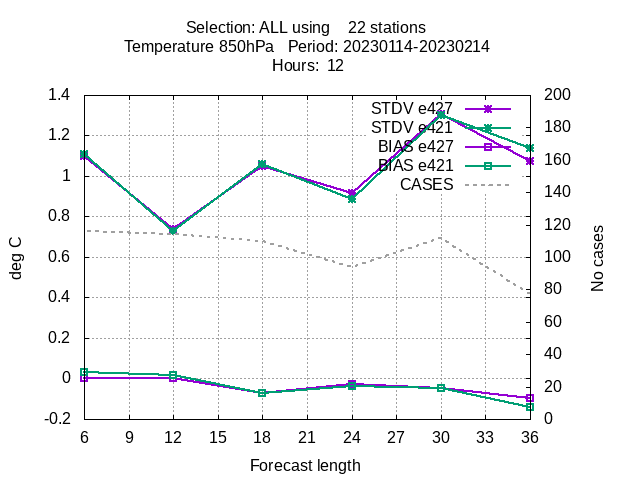 Selection: ALL using    22 stations
Temperature 850hPa   Period: 20230114-20230214
Hours:  12
1.4
1.2
1
0.8
0.6
0.4
0.2
0
-0.2
deg C
200
180
160
140
120
100
80
60
40
20
0
No cases
STDV e427
STDV e421
BIAS e427
BIAS e421
CASES
6 9 12 15 18 21 24 27 30 33 36
Forecast length